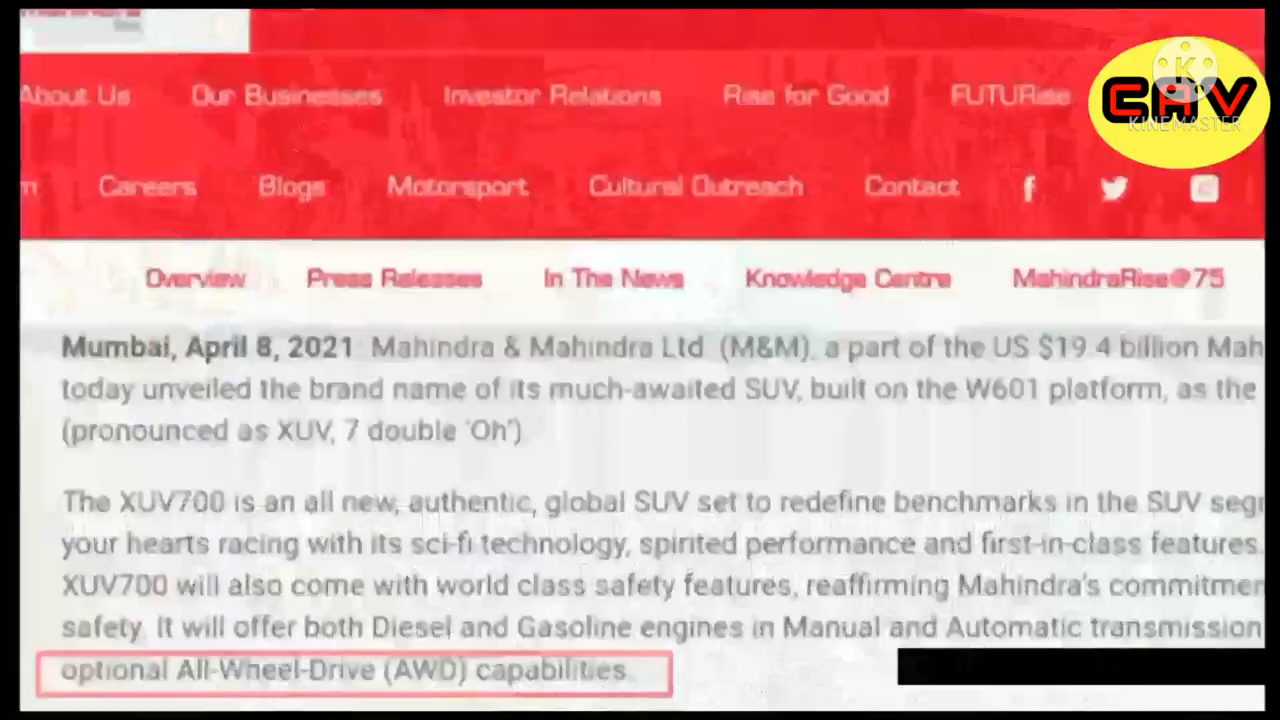 About Us Our Businesses Investor Relations Rise for Good FUTURise
CAV
KINEMASTER
Careers Blogs Motorsport Cultural Outreach Contact
Overview Press Releases In The News Knowledge Centre MahindraRise@75
Mumbai, April 8, 2021: Mahindra & Mahindra Ltd. (M&M), a part of the US $19.4 billion Mah
today unveiled the brand name of its much-awaited SUV, built on the W601 platform, as the
(pronounced as XUV, 7 double 'Oh')
The XUV700 is an all new, authentic, global SUV set to redefine benchmarks in the SUV seg
your hearts racing with its sci-fi technology, spirited performance and first-in-class features.
XUV700 will also come with world class safety features, reaffirming Mahindra's commitmen
safety. It will offer both Diesel and Gasoline engines in Manual and Automatic transmission
optional All-Wheel-Drive (AWD) capabilities.